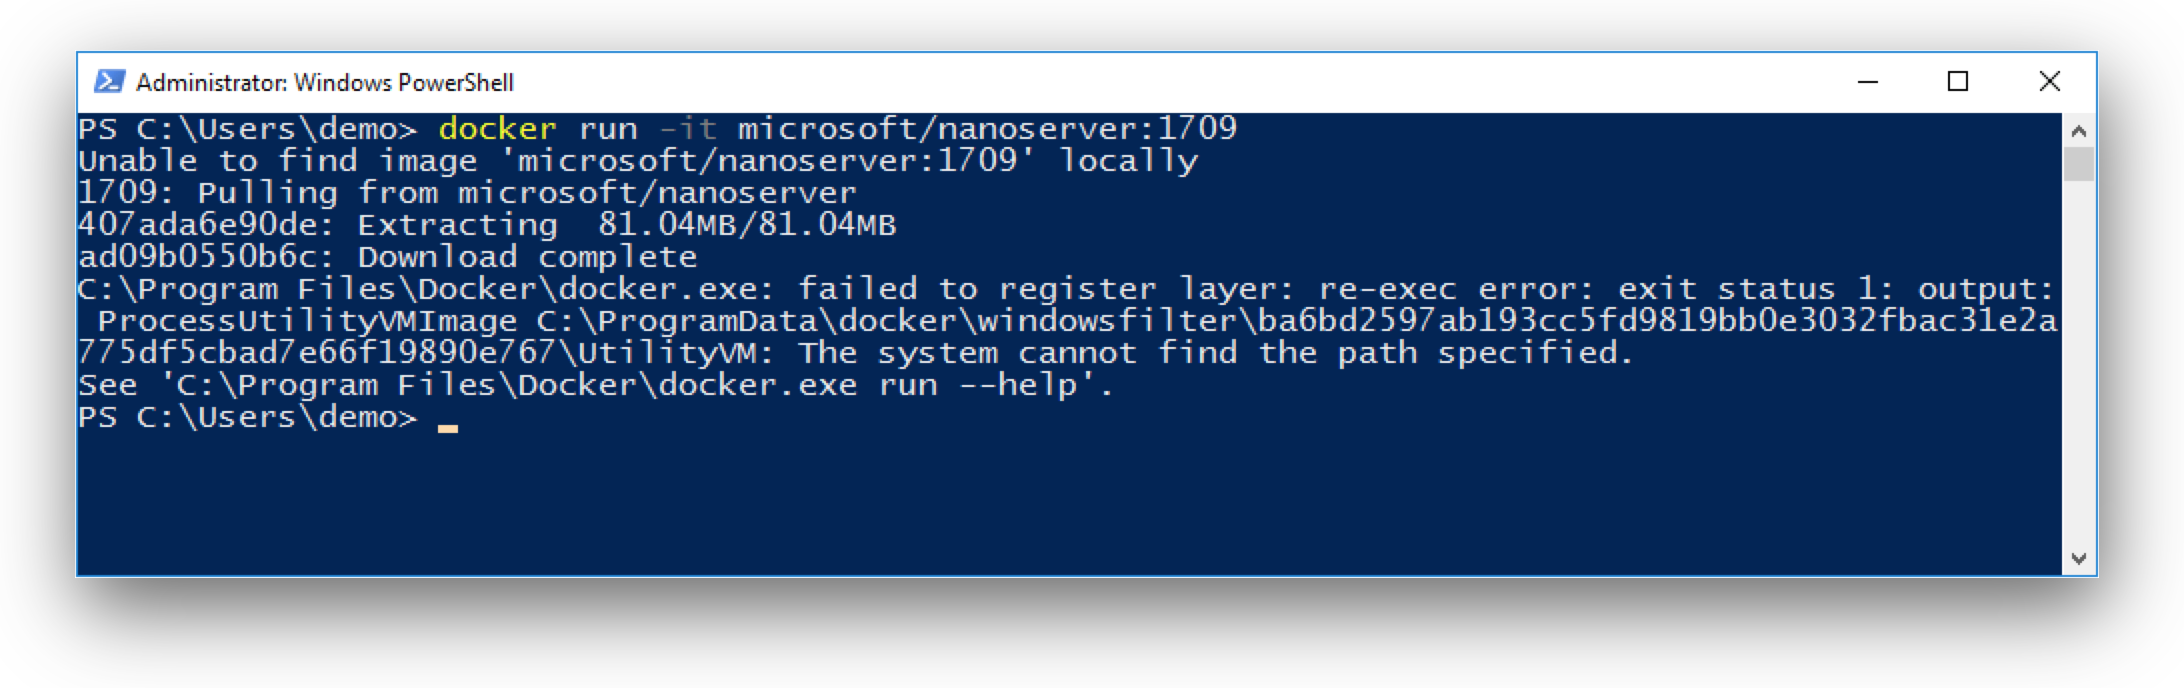 Administrator: Windows PowerShell
PS C:\Users\demo> docker run -it microsoft/nanoserver:1709
Unable to find image 'microsoft/nanoserver:1709' locally
1709: Pulling from microsoft/nanoserver
407ada6e90de: Extracting  81.04MB/81.04MB
ad09b0550b6c: Download complete
C:\Program Files\Docker\docker.exe: failed to register layer: re-exec error: exit status 1: output:
 ProcessUtilityVMImage C:\ProgramData\docker\windowsfilter\ba6bd2597ab193cc5fd9819bb0e3032fbac31e2a
775df5cbad7e66f19890e767\UtilityVM: The system cannot find the path specified.
See 'C:\Program Files\Docker\docker.exe run --help'.
PS C:\Users\demo>